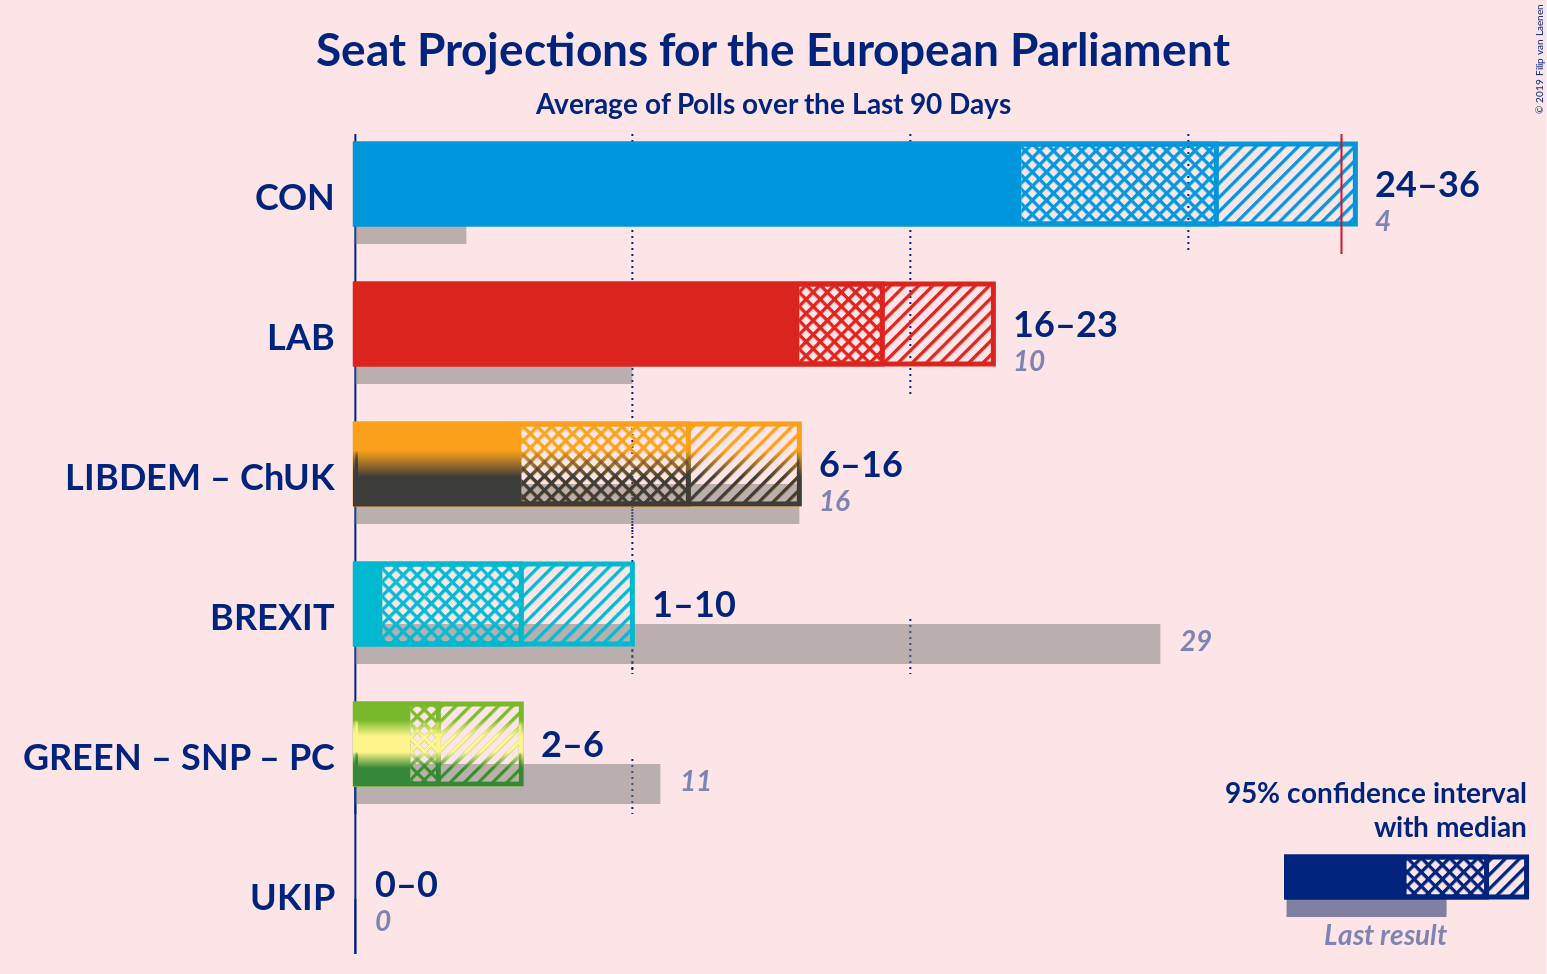 Seat Projections for the European Parliament
Average of Polls over the Last 90 Days
© 2019 Filip van Laenen
CON
24–36
4
LAB
16–23
10
LIBDEM – ChUK
6–16
16
BREXIT
1–10
29
GREEN – SNP – PC
2–6
11
UKIP
0–0
0
95% confidence interval
with median
Last result